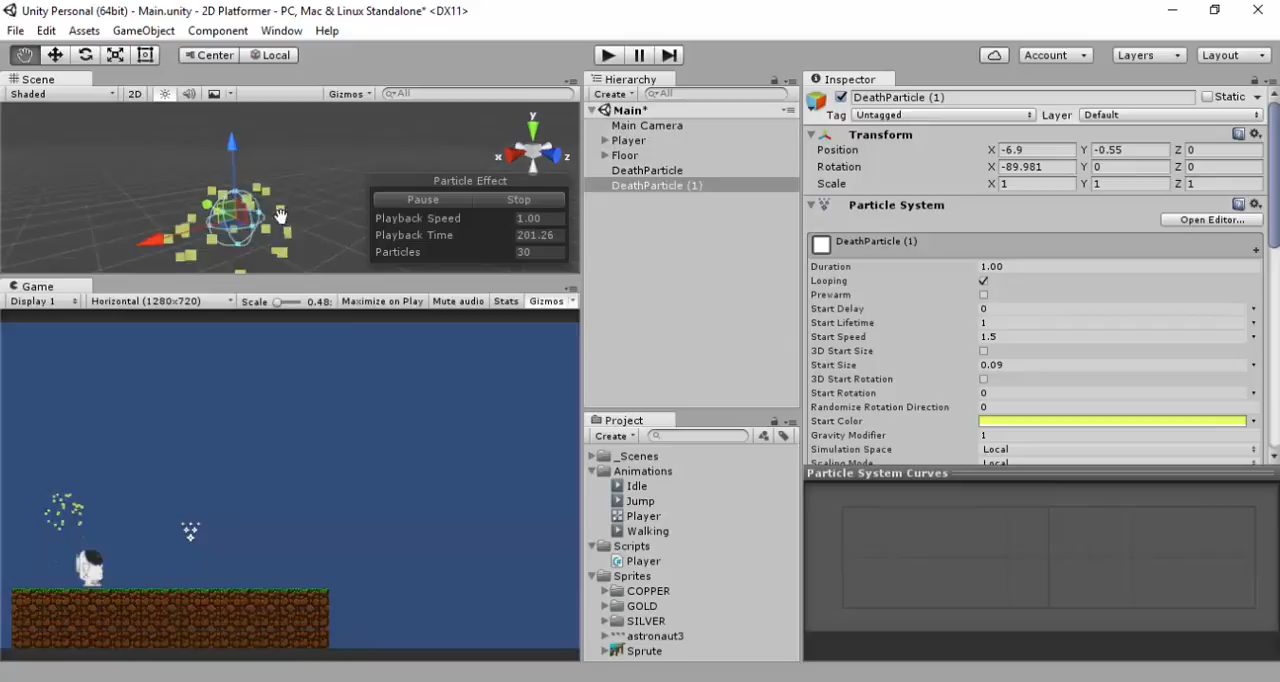 Unity Personal (64bit) - Main.unity - 2D Platformer - PC, Mac & Linux Standalone* <DX11>
File Edit Assets GameObject Component Window Help
Center Local Account Layers Layout
Scene
Shaded 2D Gizmos All
y
x z
Particle Effect
Pause Stop
Playback Speed 1.00
Playback Time 201.26
Particles 30
Game
Display 1 Horizontal (1280x720) Scale 0.48: Maximize on Play Mute audio Stats Gizmos
Hierarchy
Create All
Main*
Main Camera
Player
Floor
DeathParticle
DeathParticle (1)
Project
Create
_Scenes
Animations
Idle
Jump
Player
Walking
Scripts
Player
Sprites
COPPER
GOLD
SILVER
astronaut3
Sprute
Inspector
DeathParticle (1) Static
Tag Untagged Layer Default
Transform
Position X -6.9 Y -0.55 Z 0
Rotation X -89.981 Y 0 Z 0
Scale X 1 Y 1 Z 1
Particle System
Open Editor...
DeathParticle (1)
Duration 1.00
Looping
Prewarm
Start Delay 0
Start Lifetime 1
Start Speed 1.5
3D Start Size
Start Size 0.09
3D Start Rotation
Start Rotation 0
Randomize Rotation Direction 0
Start Color
Gravity Modifier 1
Simulation Space Local
Scaling Mode Local
Particle System Curves